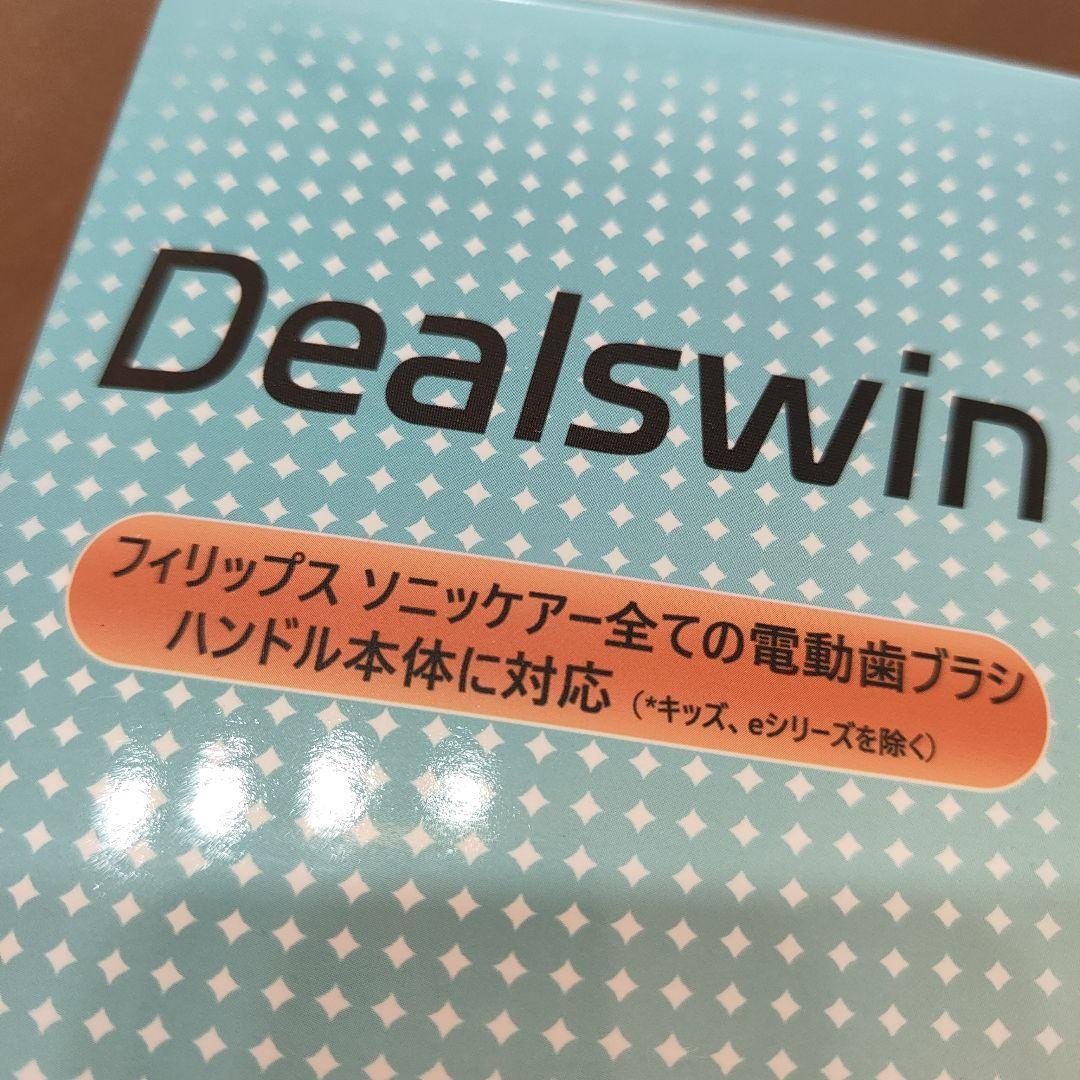 Dealswin
フィリップス ソニッケアー全ての電動歯ブラシ
ハンドル本体に対応（*キッズ、eシリーズを除く）